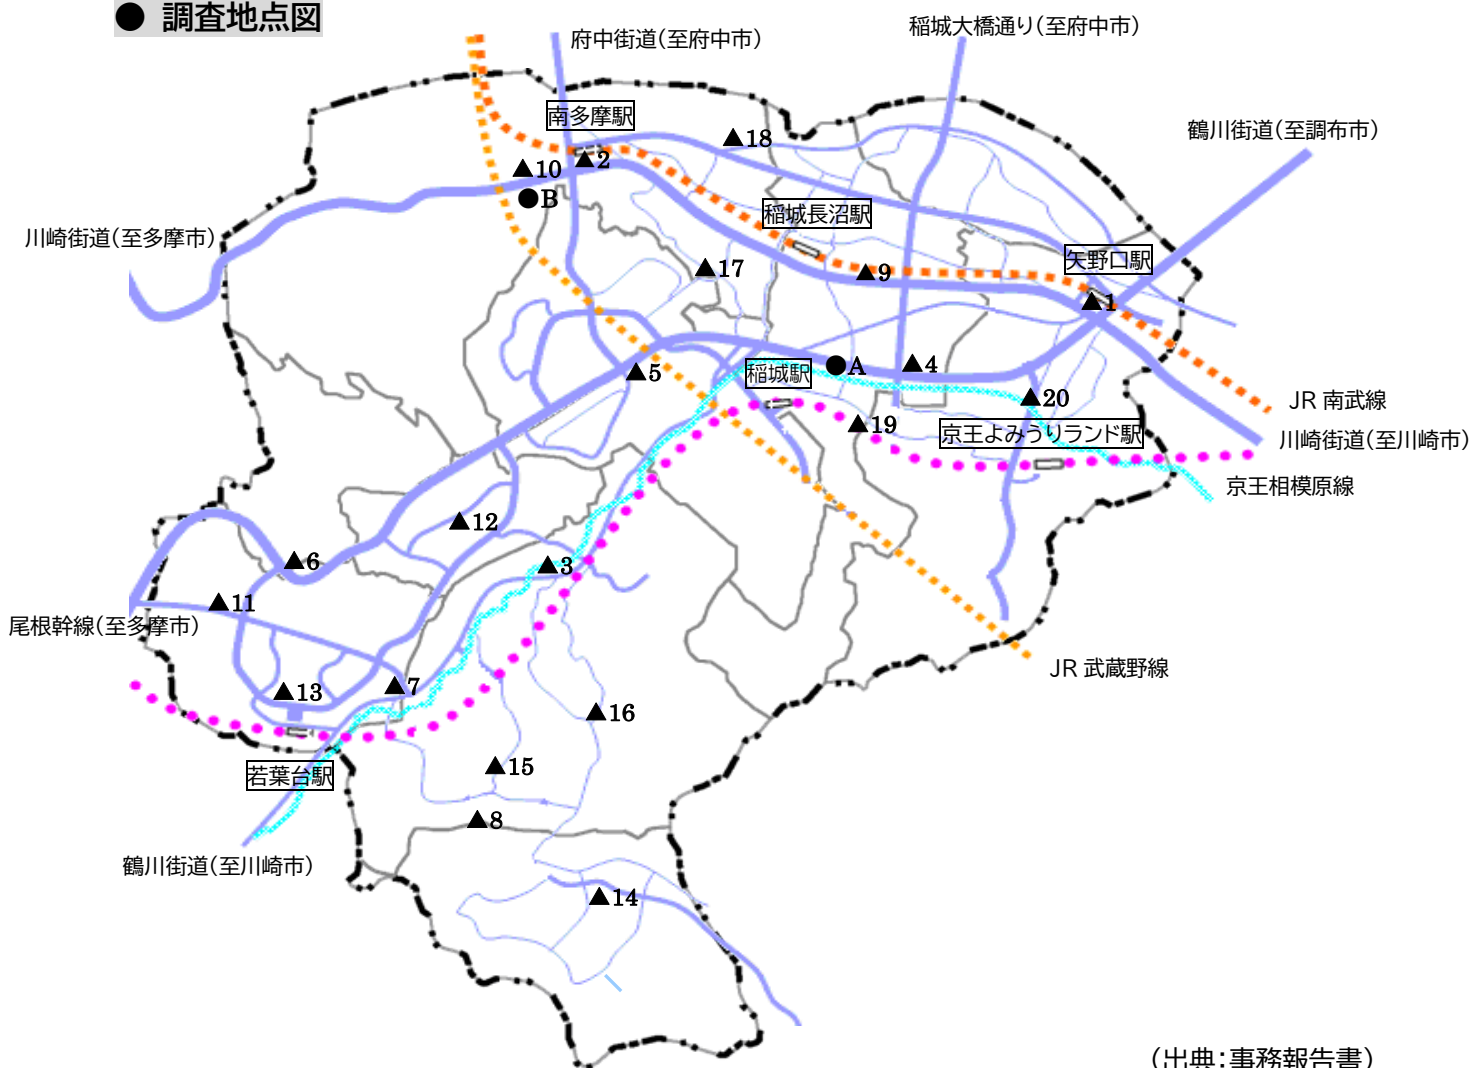 ● 調査地点図
稲城大橋通り(至府中市)
府中街道(至府中市)
南多摩駅
鶴川街道(至調布市)
▲18
▲2
▲10
●B
稲城長沼駅
川崎街道(至多摩市)
矢野口駅
▲17
▲9
▲1
稲城駅
●A
▲4
▲5
▲20
JR 南武線
▲19
京王よみうりランド駅
川崎街道(至川崎市)
京王相模原線
▲12
▲6
▲3
▲11
尾根幹線(至多摩市)
JR 武蔵野線
▲7
▲13
▲16
▲15
若葉台駅
▲8
鶴川街道(至川崎市)
▲14
(出典:事務報告書)